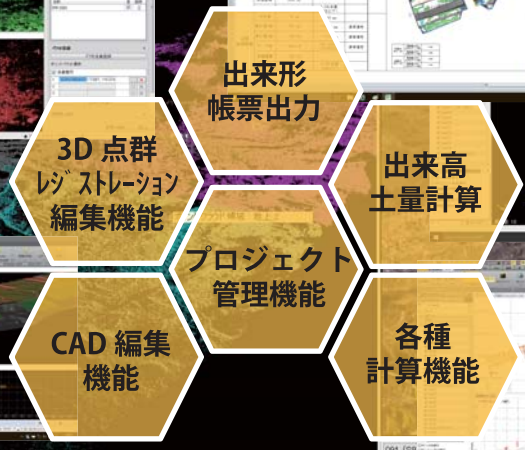 出来形
帳票出力
3D 点群
ﾚｼﾞｽﾄﾚｰｼｮﾝ
編集機能
出来高
土量計算
プロジェクト
管理機能
CAD 編集
機能
各種
計算機能